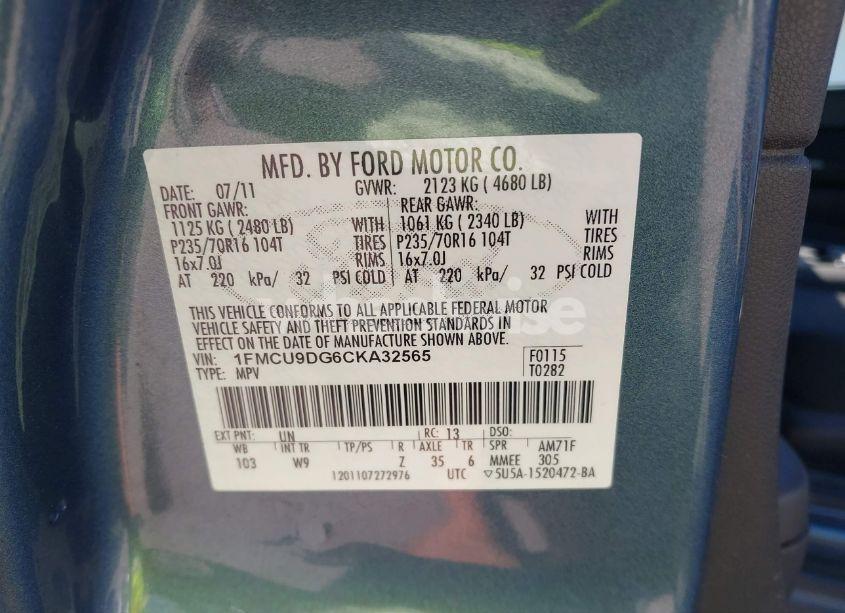 MFD. BY FORD MOTOR CO.
DATE: 07/11 GVWR: 2123 KG ( 4680 LB)
FRONT GAWR: REAR GAWR:
1125 KG ( 2480 LB) WITH 1061 KG ( 2340 LB) WITH
P235/70R16 104T TIRES P235/70R16 104T TIRES
16x7.0J RIMS 16x7.0J RIMS
AT 220 kPa/ 32 PSI COLD AT 220 kPa/ 32 PSI COLD
THIS VEHICLE CONFORMS TO ALL APPLICABLE FEDERAL MOTOR
VEHICLE SAFETY AND THEFT PREVENTION STANDARDS IN
EFFECT ON THE DATE OF MANUFACTURE SHOWN ABOVE.
VIN: 1FMCU9DG6CKA32565 F0115
TYPE: MPV T0282
EXT PNT: UN RC: 13 DSO:
WB INT TR TP/PS R AXLE TR SPR AM71F
103 W9 Z 35 6 MMEE 305
1201107272976 UTC ▽5U5A-1520472-BA